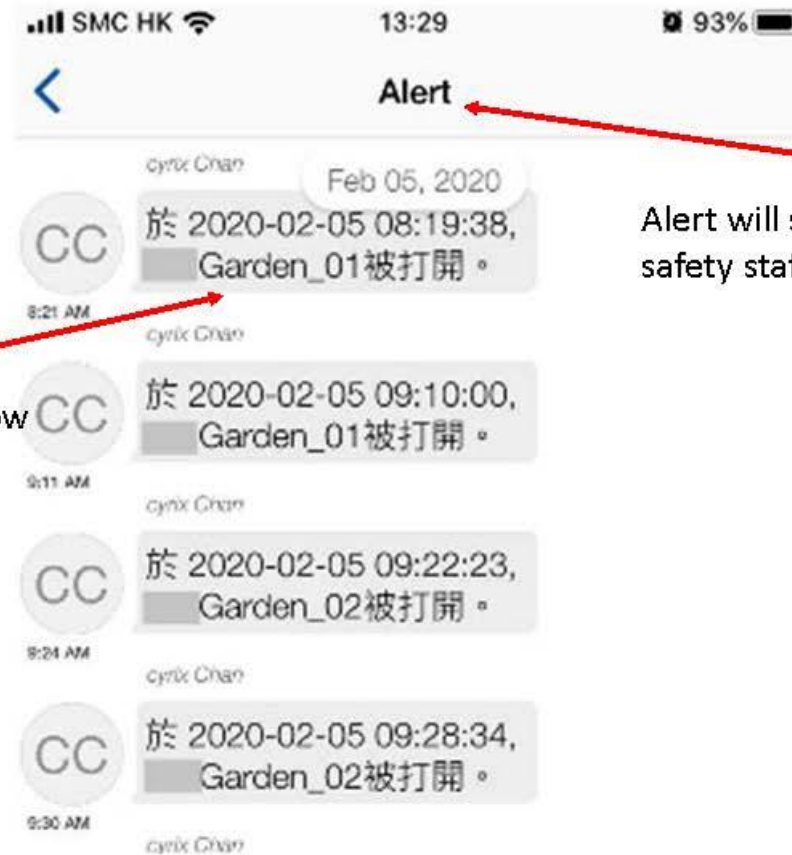 SMC HK 13:29 93%
Alert
cyrix Chan
Feb 05, 2020
CC
於 2020-02-05 08:19:38,
Garden_01被打開。
8:21 AM
cyrix Chan
CC
於 2020-02-05 09:10:00,
Garden_01被打開。
9:11 AM
cyrix Chan
CC
於 2020-02-05 09:22:23,
Garden_02被打開。
9:24 AM
cyrix Chan
CC
於 2020-02-05 09:28:34,
Garden_02被打開。
9:30 AM
cyrix Chan
Alert will
safety